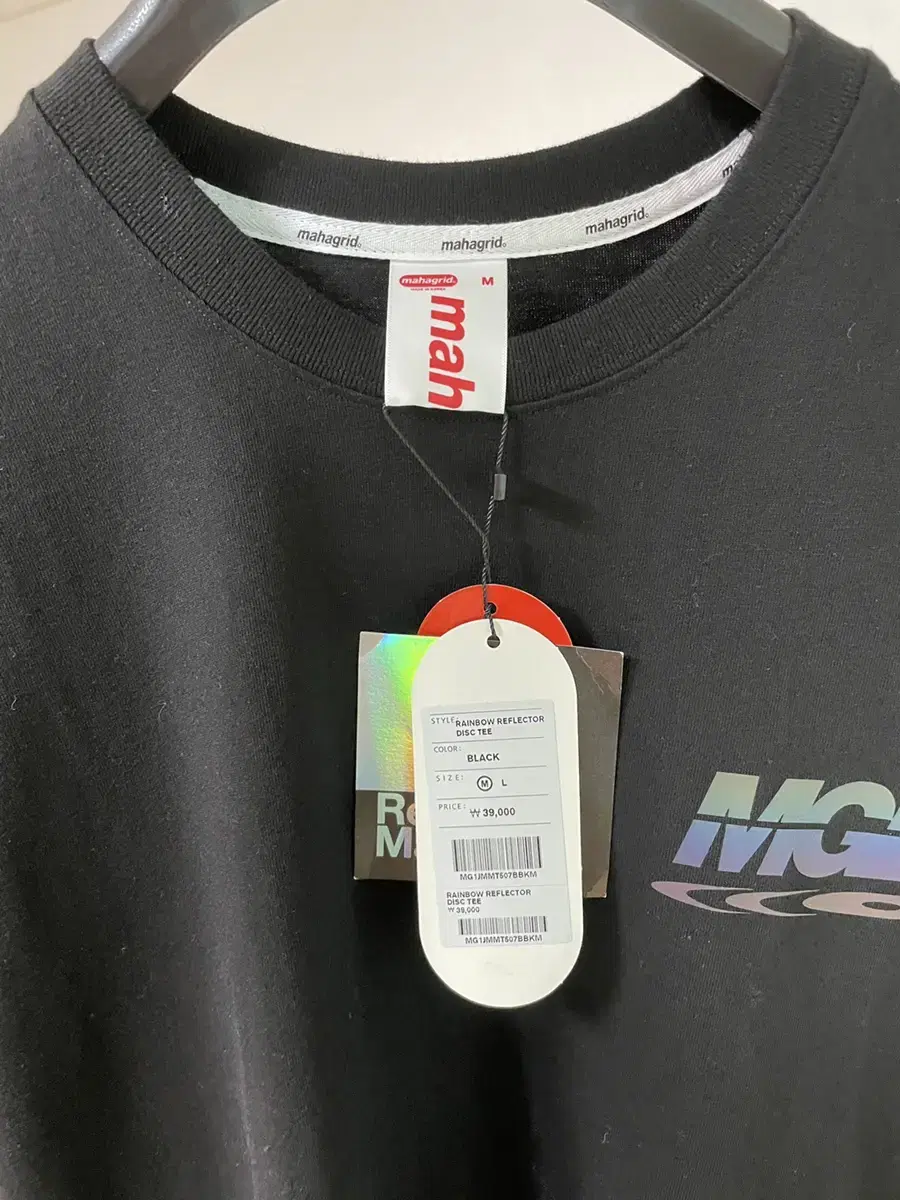 mahagrid.
mahagrid.
mahagrid.
m
mahagrid. M
MADE IN KOREA
mah
STYLE: RAINBOW REFLECTOR
DISC TEE
COLOR: BLACK
SIZE: M L
PRICE: ₩ 39,000
MG1JMMT507BBKM
RAINBOW REFLECTOR
DISC TEE
₩ 39,000
MG1JMMT507BBKM
Re
M
MG